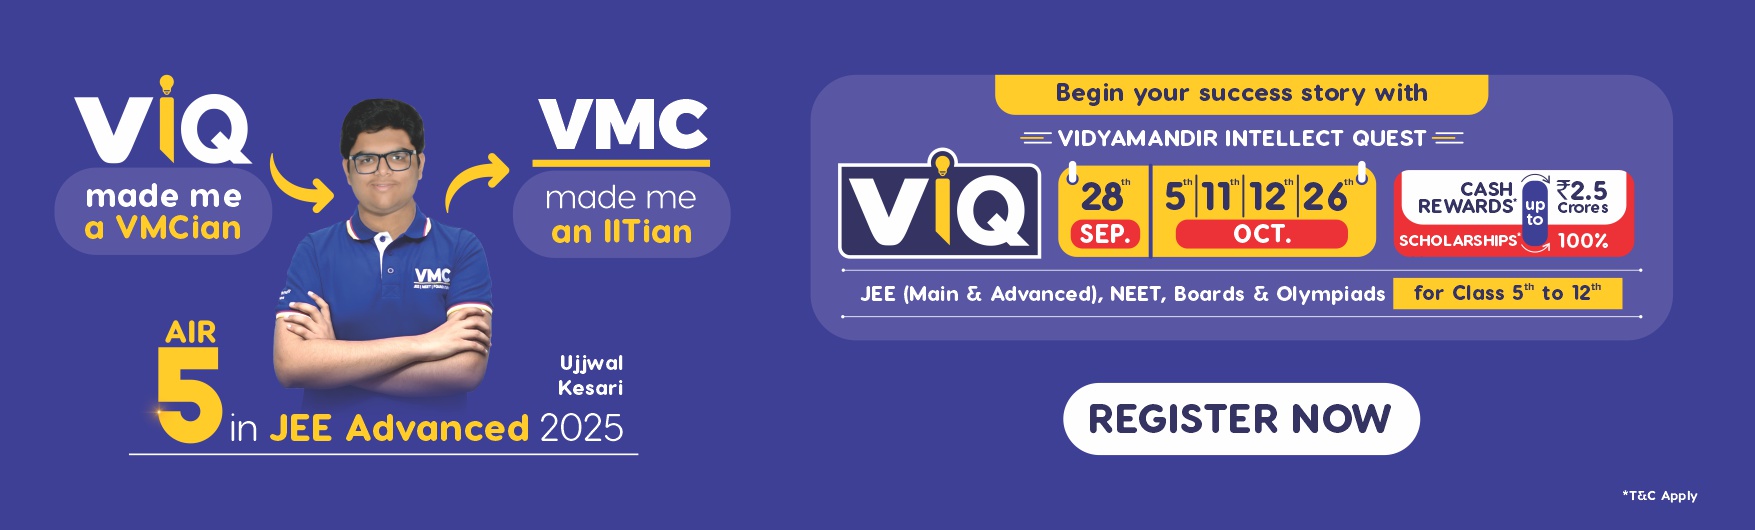 ViQ
made me
a VMCian
VMC
made me
an IITian
VMC
AIR
5
in JEE Advanced 2025
Ujjwal
Kesari
Begin your success story with
VIDYAMANDIR INTELLECT QUEST
ViQ
28th
SEP.
5th 11th 12th 26th
OCT.
CASH
REWARDS*
up
to
₹2.5
Crores
SCHOLARSHIPS*
100%
JEE (Main & Advanced), NEET, Boards & Olympiads
for Class 5th to 12th
REGISTER NOW
*T&C Apply